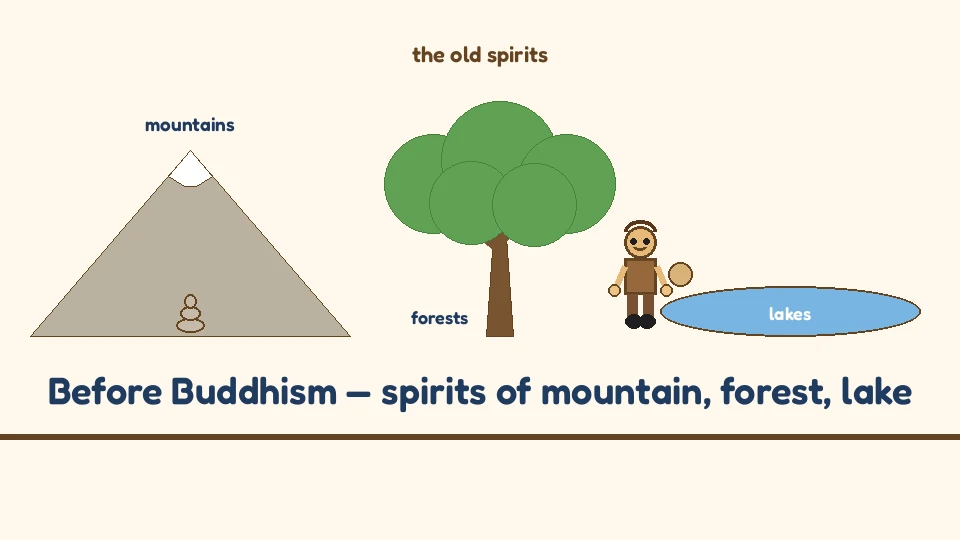 the old spirits
mountains
forests
lakes
Before Buddhism — spirits of mountain, forest, lake